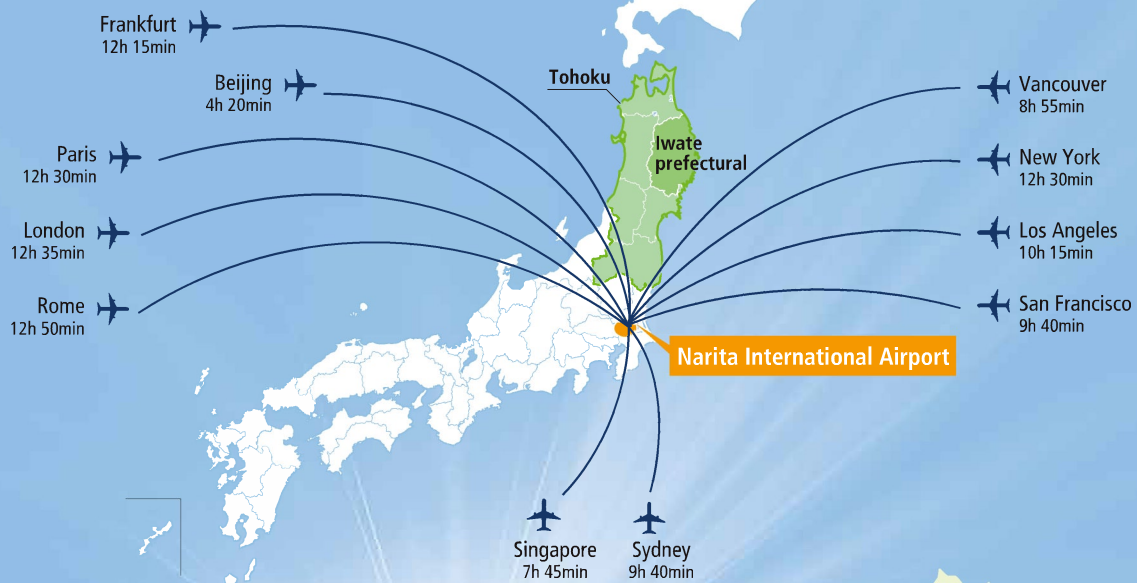 Frankfurt
12h 15min
Beijing
4h 20min
Paris
12h 30min
London
12h 35min
Rome
12h 50min
Tohoku
Iwate
prefectural
Vancouver
8h 55min
New York
12h 30min
Los Angeles
10h 15min
San Francisco
9h 40min
Narita International Airport
Singapore
7h 45min
Sydney
9h 40min